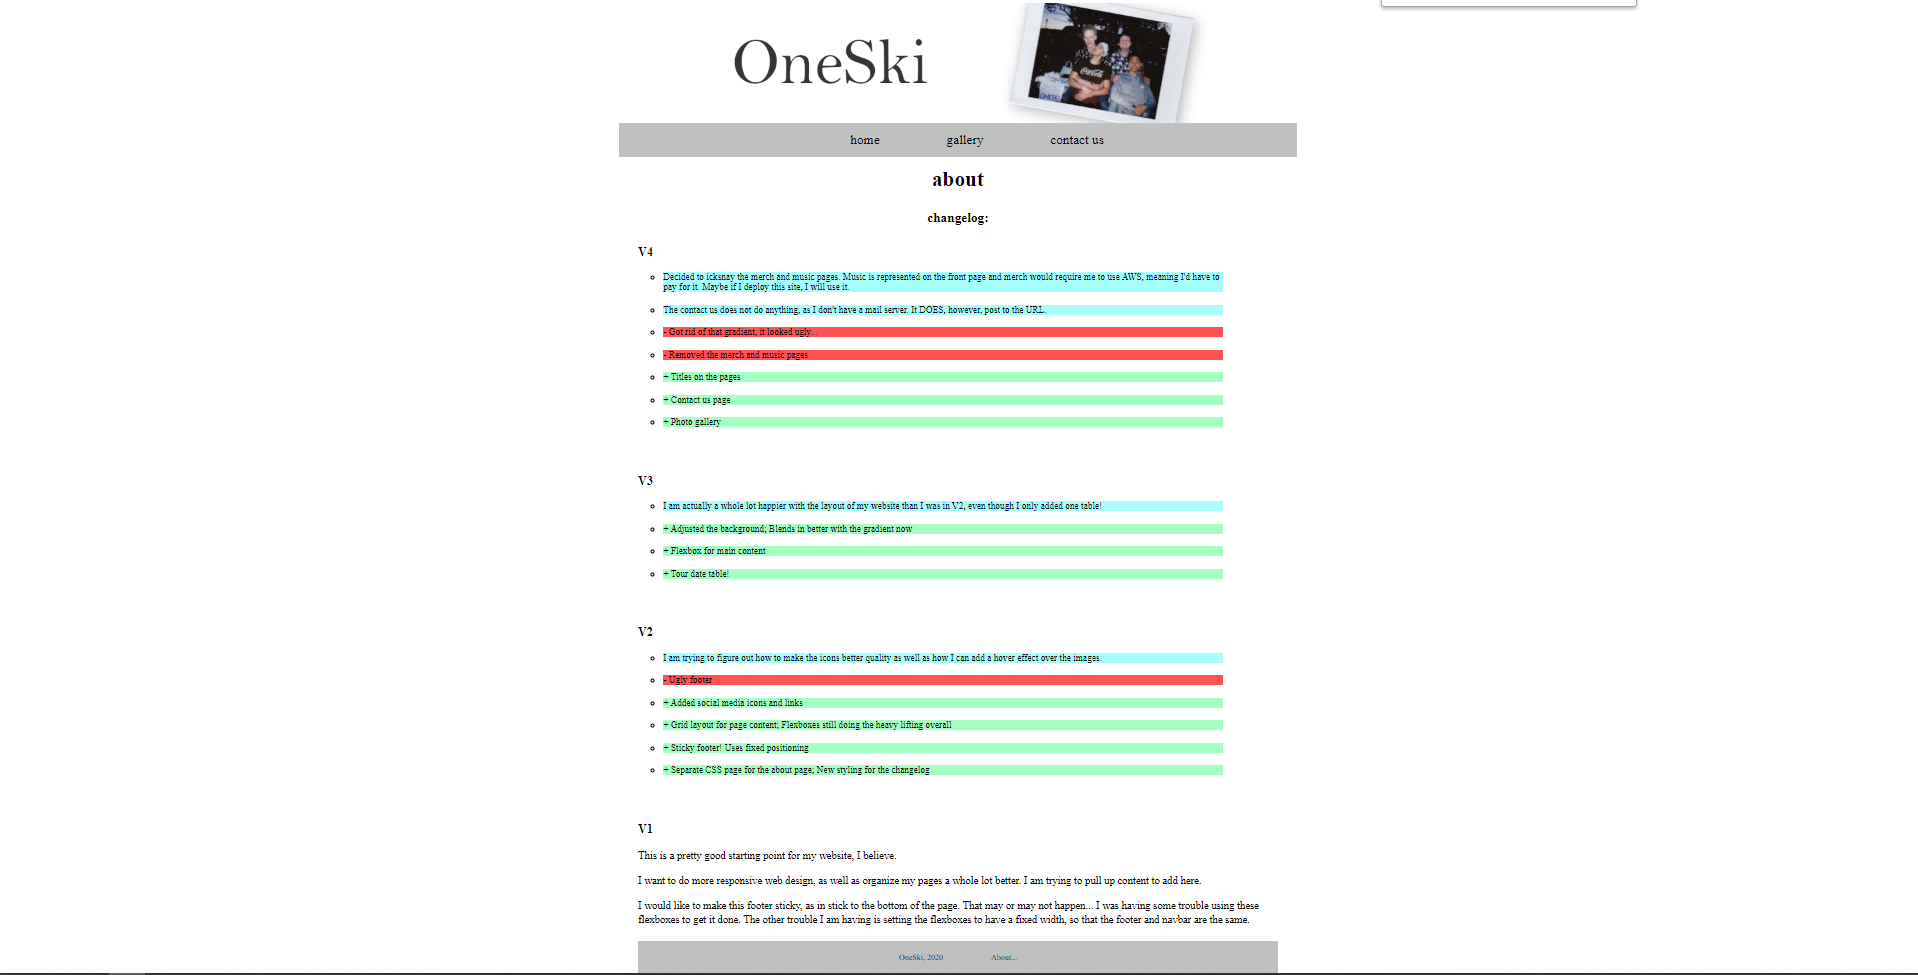 OneSki
Coca-Cola
ONESKI
home gallery contact us
about
changelog:
V4
Decided to icksnay the merch and music pages. Music is represented on the front page and merch would require me to use AWS, meaning I'd have to
pay for it. Maybe if I deploy this site, I will use it.
The contact us does not do anything, as I don't have a mail server. It DOES, however, post to the URL.
- Got rid of that gradient, it looked ugly...
- Removed the merch and music pages
+ Titles on the pages
+ Contact us page
+ Photo gallery
V3
I am actually a whole lot happier with the layout of my website than I was in V2, even though I only added one table!
+ Adjusted the background; Blends in better with the gradient now
+ Flexbox for main content
+ Tour date table!
V2
I am trying to figure out how to make the icons better quality as well as how I can add a hover effect over the images.
- Ugly footer
+ Added social media icons and links
+ Grid layout for page content; Flexboxes still doing the heavy lifting overall
+ Sticky footer! Uses fixed positioning
+ Separate CSS page for the about page; New styling for the changelog
V1
This is a pretty good starting point for my website, I believe.
I want to do more responsive web design, as well as organize my pages a whole lot better. I am trying to pull up content to add here.
I would like to make this footer sticky, as in stick to the bottom of the page. That may or may not happen... I was having some trouble using these
flexboxes to get it done. The other trouble I am having is setting the flexboxes to have a fixed width, so that the footer and navbar are the same.
OneSki, 2020 About...